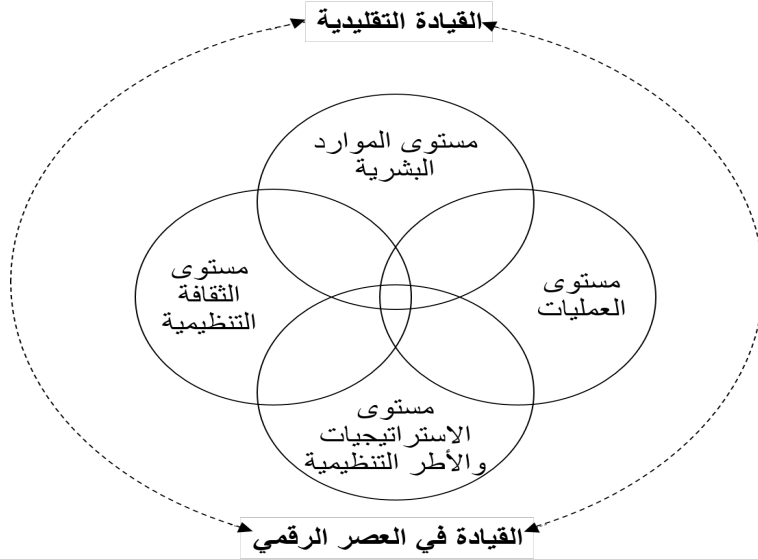 القيادة التقليدية
مستوى الموارد
البشرية
مستوى
العمليات
مستوى
الثقافة
التنظيمية
مستوى
الاستراتيجيات
والأطر التنظيمية
القيادة في العصر الرقمي